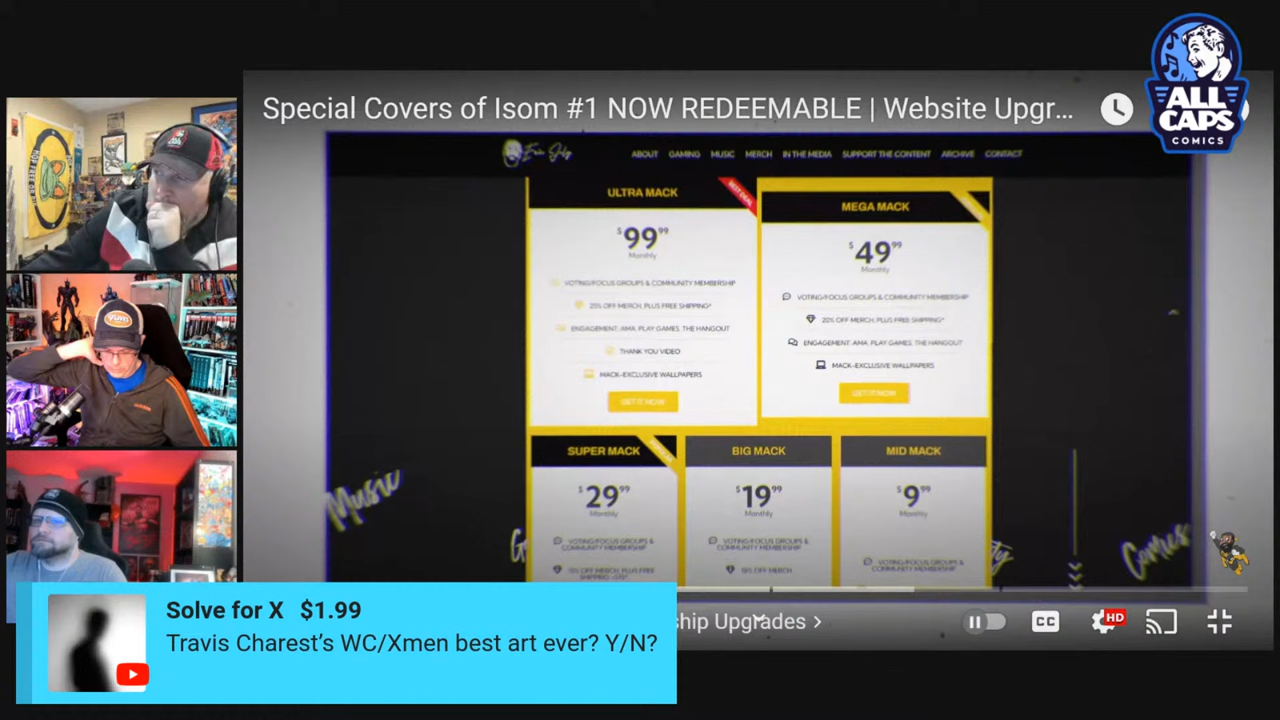 Special Covers of Isom #1 NOW REDEEMABLE | Website Upgr...
ALL
CAPS
COMICS
ABOUT GAMING MUSIC MERCH IN THE MEDIA SUPPORT THE CONTENT ARCHIVE CONTACT
ULTRA MACK
BEST DEAL
$99.99
Monthly
VOTING/FOCUS GROUPS & COMMUNITY MEMBERSHIP
20% OFF MERCH, PLUS FREE SHIPPING*
ENGAGEMENT: AMA, PLAY GAMES, THE HANGOUT
THANK YOU VIDEO
MACK-EXCLUSIVE WALLPAPERS
GET IT NOW
MEGA MACK
$49.99
Monthly
VOTING/FOCUS GROUPS & COMMUNITY MEMBERSHIP
20% OFF MERCH, PLUS FREE SHIPPING*
ENGAGEMENT: AMA, PLAY GAMES, THE HANGOUT
MACK-EXCLUSIVE WALLPAPERS
GET IT NOW
SUPER MACK
$29.99
Monthly
VOTING/FOCUS GROUPS &
COMMUNITY MEMBERSHIP
BIG MACK
$19.99
Monthly
VOTING/FOCUS GROUPS &
COMMUNITY MEMBERSHIP
MID MACK
$9.99
Monthly
VOTING/FOCUS GROUPS &
COMMUNITY MEMBERSHIP
Music
Comics
ship Upgrades >
CC
HD
Solve for X $1.99
Travis Charest’s WC/Xmen best art ever? Y/N?